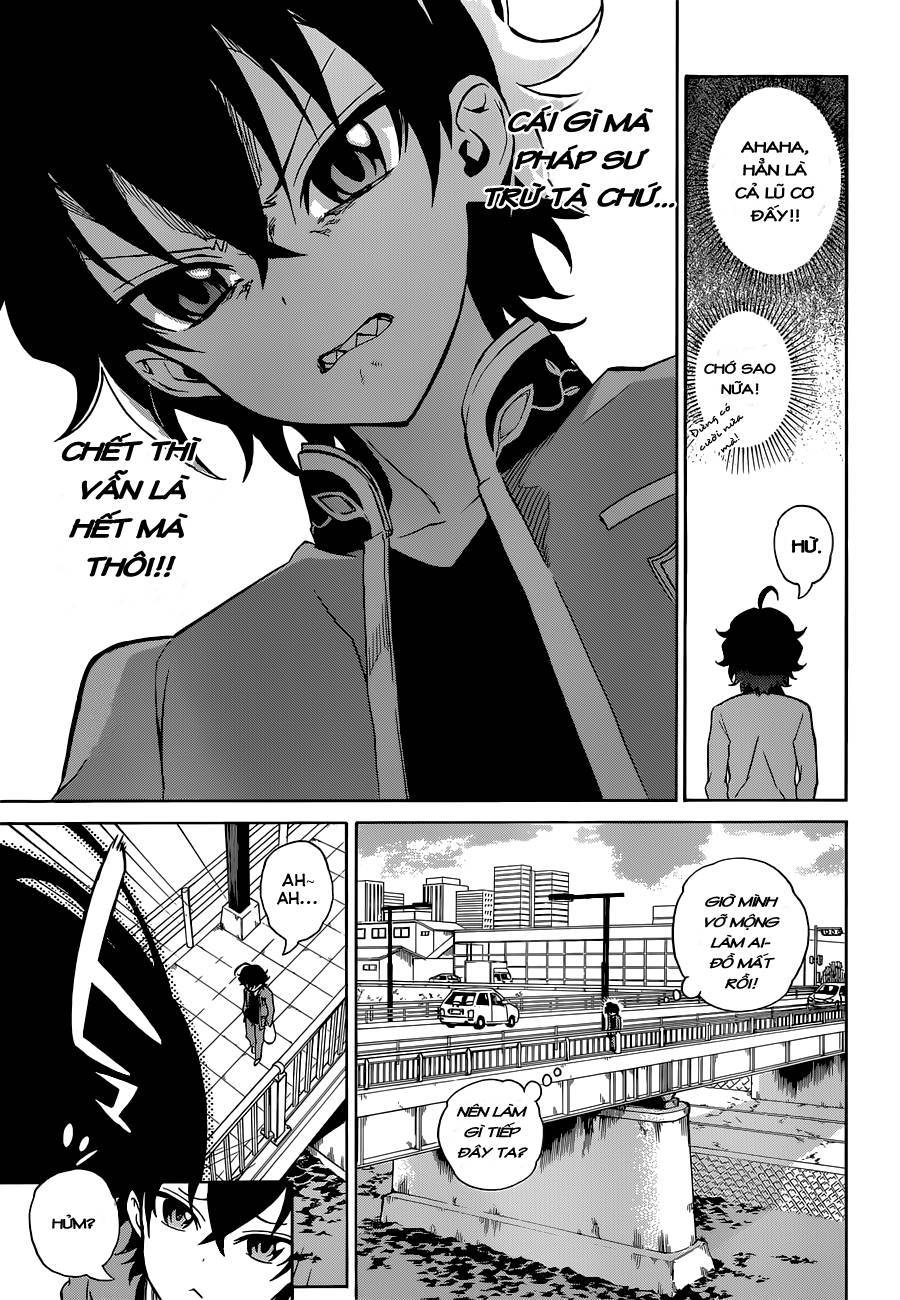 AHAHA,
HẲN LÀ
CẢ LŨ CƠ
ĐẤY!!
CHỚ SAO
NỮA!
Đừng có
cười nữa
mà!
HỪ.
CÁI GÌ MÀ
PHÁP SƯ
TRỪ TÀ CHỨ...
CHẾT THÌ
VẪN LÀ
HẾT MÀ
THÔI!!
GIỜ MÌNH
VỠ MỘNG
LÀM AI-
ĐỒ MẤT
RỒI!
NÊN LÀM
GÌ TIẾP
ĐÂY TA?
AH~
AH...
HỬM?